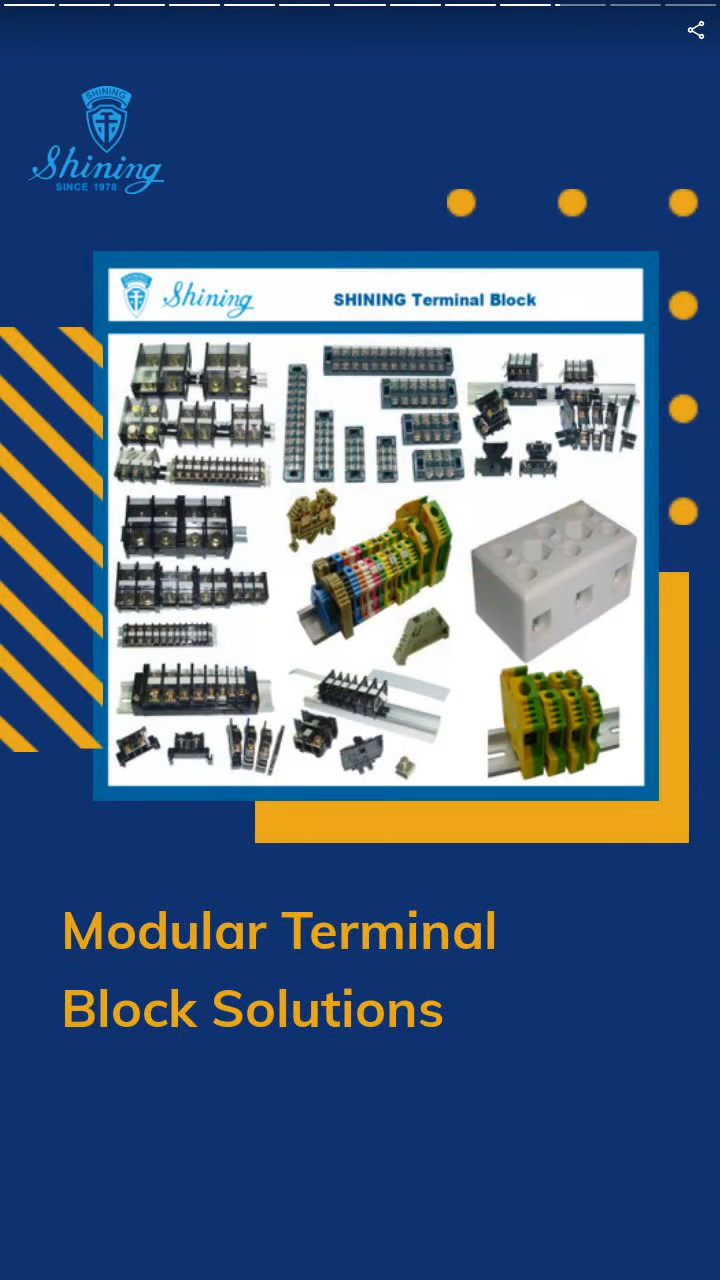 SHINING
Shining
SINCE 1978
Shining
SHINING Terminal Block
Modular Terminal
Block Solutions